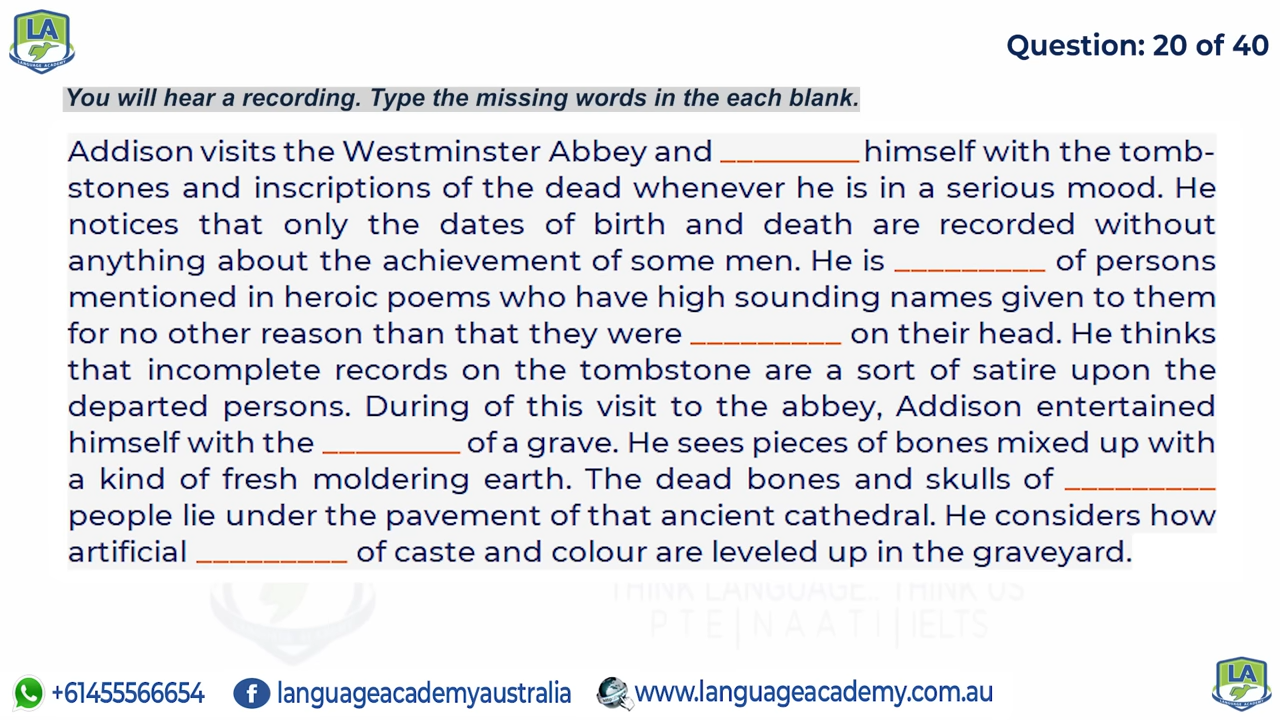 LA
LANGUAGE ACADEMY
Question: 20 of 40
You will hear a recording. Type the missing words in the each blank.
Addison visits the Westminster Abbey and _________ himself with the tomb-
stones and inscriptions of the dead whenever he is in a serious mood. He
notices that only the dates of birth and death are recorded without
anything about the achievement of some men. He is _________ of persons
mentioned in heroic poems who have high sounding names given to them
for no other reason than that they were _________ on their head. He thinks
that incomplete records on the tombstone are a sort of satire upon the
departed persons. During of this visit to the abbey, Addison entertained
himself with the _________ of a grave. He sees pieces of bones mixed up with
a kind of fresh moldering earth. The dead bones and skulls of _________
people lie under the pavement of that ancient cathedral. He considers how
artificial _________ of caste and colour are leveled up in the graveyard.
THINK LANGUAGE.. THINK US
PTE|NAATI|IELTS
+61455566654 languageacademyaustralia www.languageacademy.com.au
LA